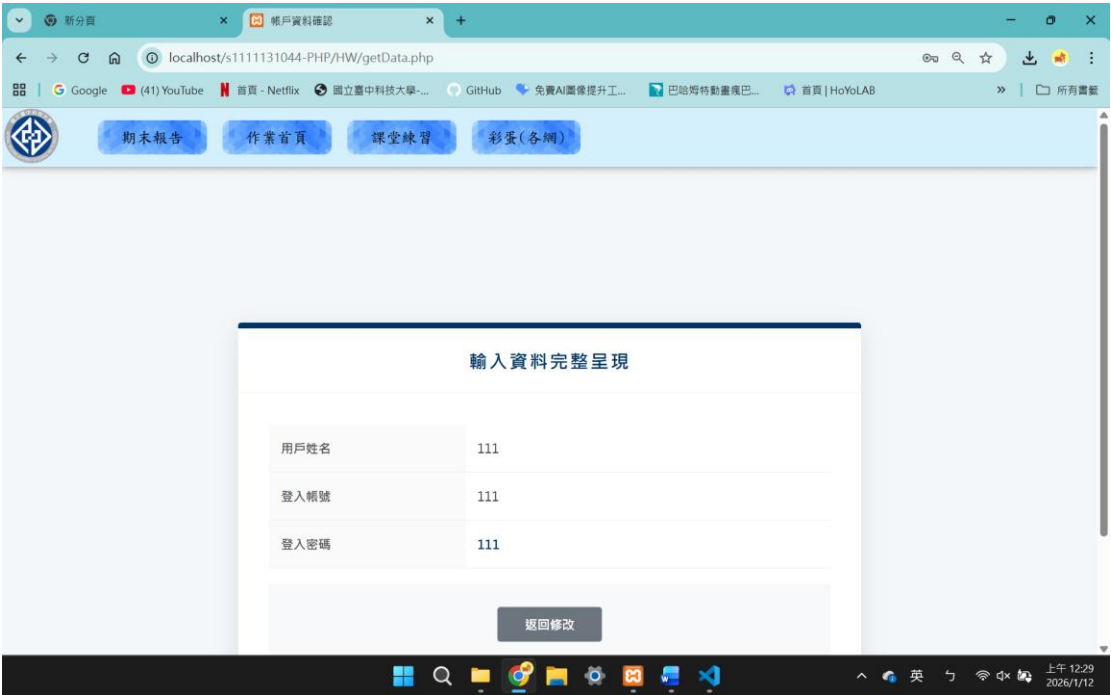 新分頁
帳戶資料確認
localhost/s1111131044-PHP/HW/getData.php
Google
(41) YouTube
首頁 - Netflix
國立臺中科技大學-...
GitHub
免費AI圖像提升工...
巴哈姆特動畫瘋巴...
首頁 | HoYoLAB
所有書籤
期末報告
作業首頁
課堂練習
彩蛋(各網)
輸入資料完整呈現
用戶姓名 111
登入帳號 111
登入密碼 111
返回修改
英
ㄅ
上午 12:29
2026/1/12